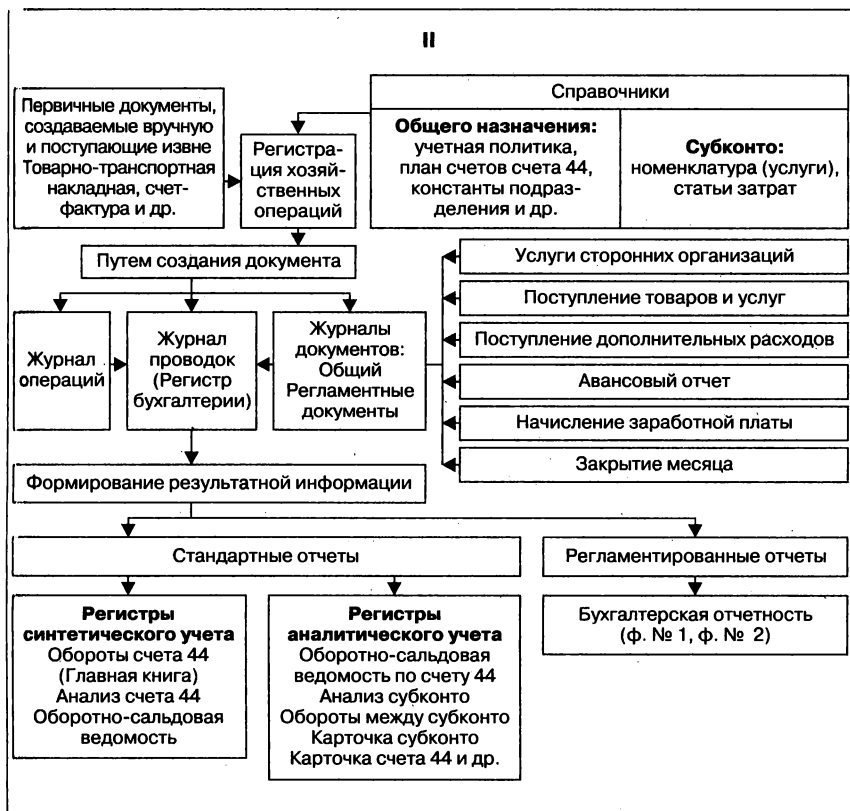 II
Первичные документы,
создаваемые вручную
и поступающие извне
Товарно-транспортная
накладная, счет-
фактура и др.
Регистра-
ция хозяй-
ственных
операций
Справочники
Общего назначения:
учетная политика,
план счетов счета 44,
константы подраз-
деления и др.
Субконто:
номенклатура (услуги),
статьи затрат
Путем создания документа
Журнал
операций
Журнал
проводок
(Регистр
бухгалтерии)
Журналы
документов:
Общий
Регламентные
документы
Услуги сторонних организаций
Поступление товаров и услуг
Поступление дополнительных расходов
Авансовый отчет
Начисление заработной платы
Закрытие месяца
Формирование результатной информации
Стандартные отчеты
Регламентированные отчеты
Регистры
синтетического учета
Обороты счета 44
(Главная книга)
Анализ счета 44
Оборотно-сальдовая
ведомость
Регистры
аналитического учета
Оборотно-сальдовая
ведомость по счету 44
Анализ субконто
Обороты между субконто
Карточка субконто
Карточка счета 44 и др.
Бухгалтерская отчетность
(ф. № 1, ф. № 2)